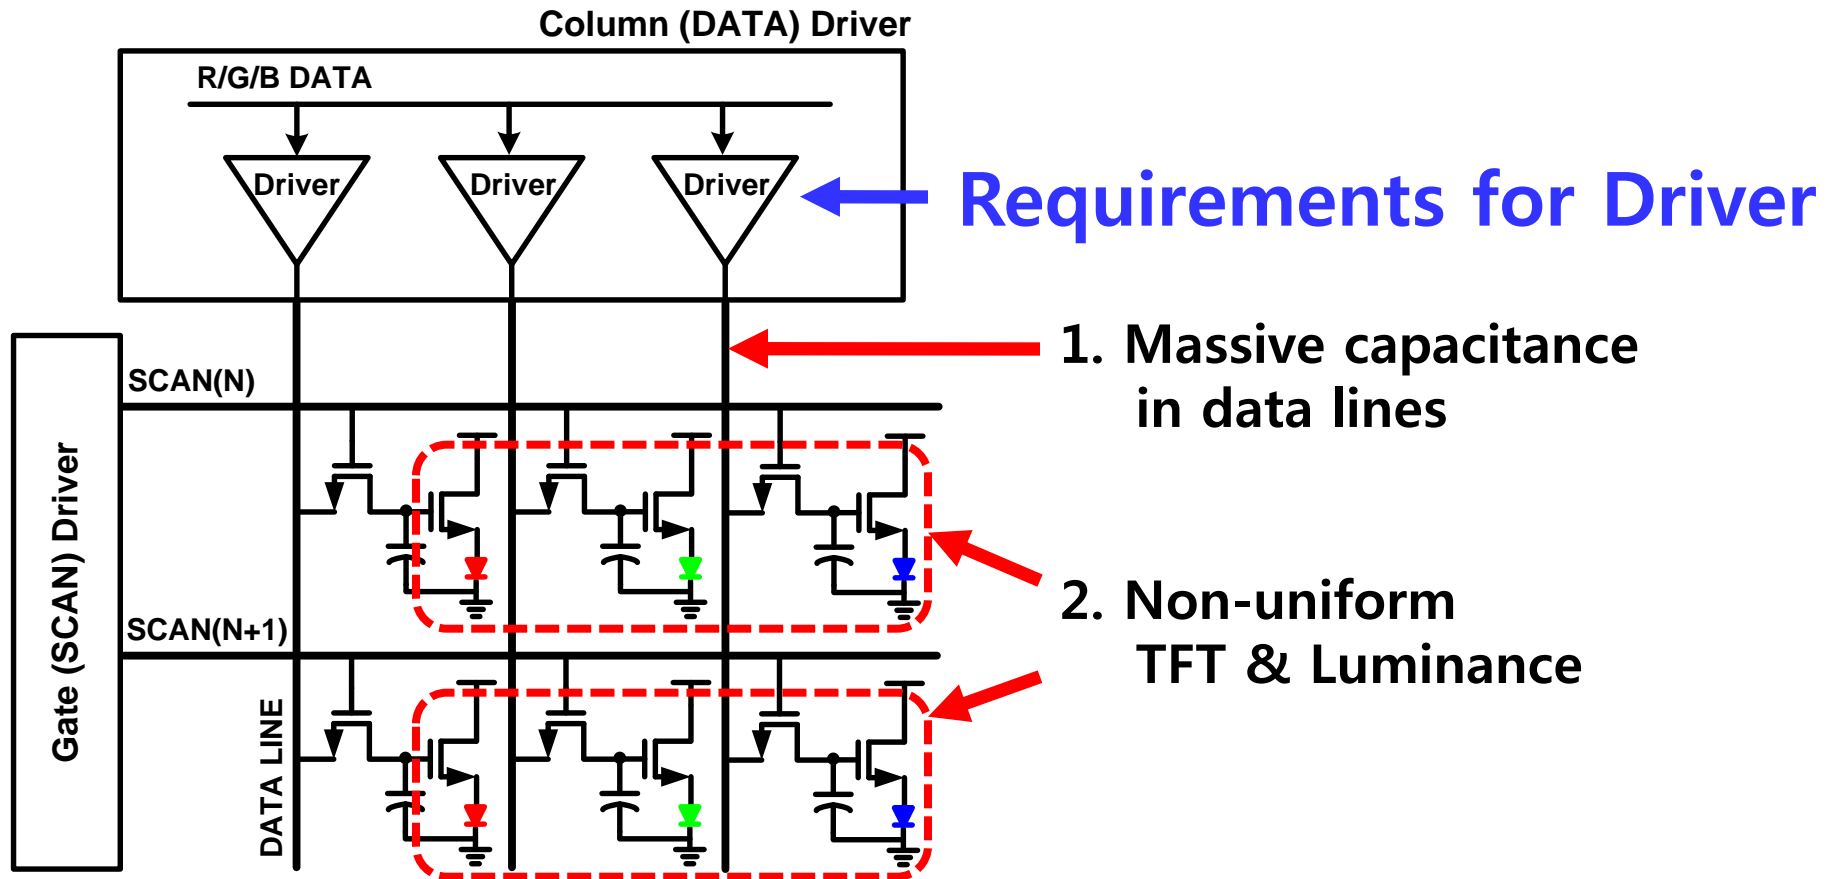 Column (DATA) Driver
R/G/B DATA
Driver
Driver
Driver
Requirements for Driver
1. Massive capacitance
in data lines
SCAN(N)
Gate (SCAN) Driver
2. Non-uniform
TFT & Luminance
SCAN(N+1)
DATA LINE